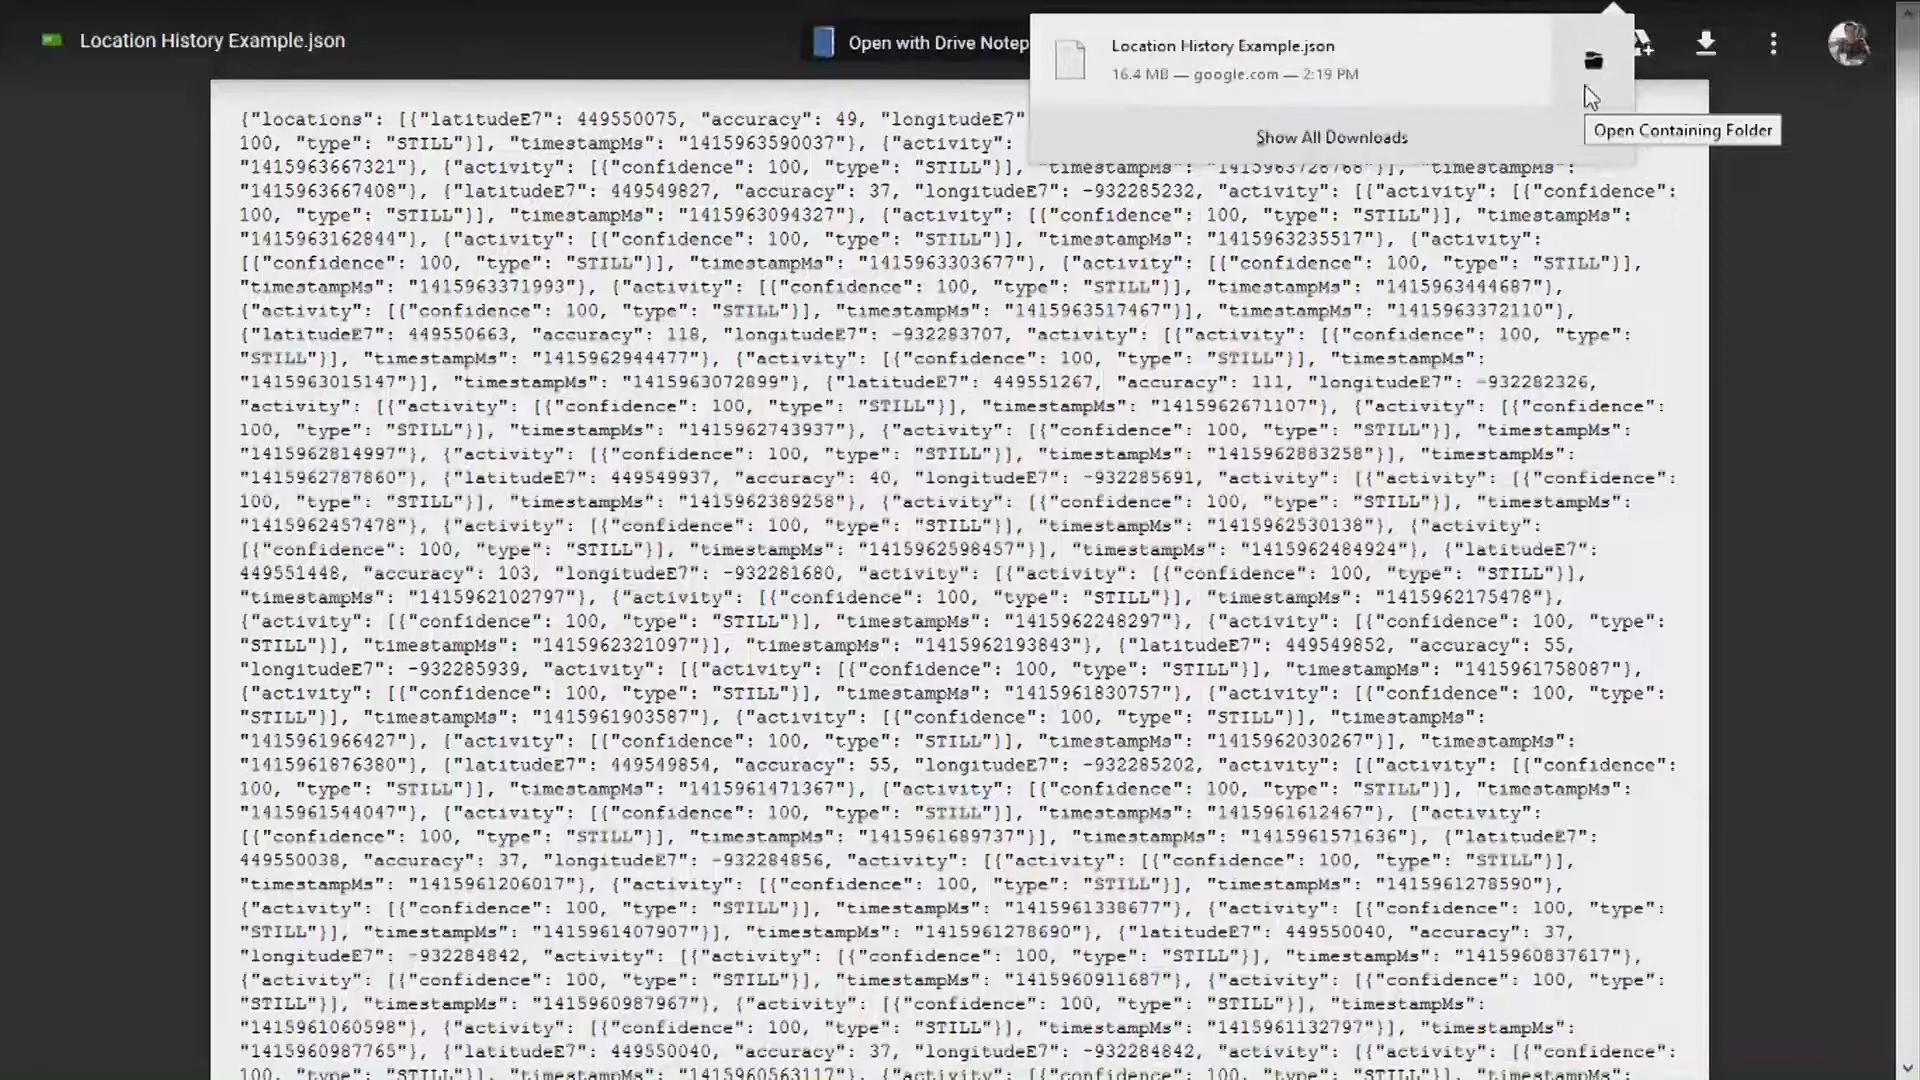 Location History Example.json
Open with Drive Notep
Location History Example.json
16.4 MB — google.com — 2:19 PM
Show All Downloads
Open Containing Folder
{"locations": [{"latitudeE7": 449550075, "accuracy": 49, "longitudeE7"
100, "type": "STILL"}], "timestampMs": "1415963590037"}, {"activity":
"1415963667321"}, {"activity": [{"confidence": 100, "type": "STILL"}], "timestampMs": "1415963728768"}], "timestampMs":
"1415963667408"}, {"latitudeE7": 449549827, "accuracy": 37, "longitudeE7": -932285232, "activity": [{"activity": [{"confidence":
100, "type": "STILL"}], "timestampMs": "1415963094327"}, {"activity": [{"confidence": 100, "type": "STILL"}], "timestampMs":
"1415963162844"}, {"activity": [{"confidence": 100, "type": "STILL"}], "timestampMs": "1415963235517"}, {"activity":
[{"confidence": 100, "type": "STILL"}], "timestampMs": "1415963303677"}, {"activity": [{"confidence": 100, "type": "STILL"}],
"timestampMs": "1415963371993"}, {"activity": [{"confidence": 100, "type": "STILL"}], "timestampMs": "1415963444687"},
{"activity": [{"confidence": 100, "type": "STILL"}], "timestampMs": "1415963517467"}], "timestampMs": "1415963372110"},
{"latitudeE7": 449550663, "accuracy": 118, "longitudeE7": -932283707, "activity": [{"activity": [{"confidence": 100, "type":
"STILL"}], "timestampMs": "1415962944477"}, {"activity": [{"confidence": 100, "type": "STILL"}], "timestampMs":
"1415963015147"}], "timestampMs": "1415963072899"}, {"latitudeE7": 449551267, "accuracy": 111, "longitudeE7": -932282326,
"activity": [{"activity": [{"confidence": 100, "type": "STILL"}], "timestampMs": "1415962671107"}, {"activity": [{"confidence":
100, "type": "STILL"}], "timestampMs": "1415962743937"}, {"activity": [{"confidence": 100, "type": "STILL"}], "timestampMs":
"1415962814997"}, {"activity": [{"confidence": 100, "type": "STILL"}], "timestampMs": "1415962883258"}], "timestampMs":
"1415962787860"}, {"latitudeE7": 449549937, "accuracy": 40, "longitudeE7": -932285691, "activity": [{"activity": [{"confidence":
100, "type": "STILL"}], "timestampMs": "1415962389258"}, {"activity": [{"confidence": 100, "type": "STILL"}], "timestampMs":
"1415962457478"}, {"activity": [{"confidence": 100, "type": "STILL"}], "timestampMs": "1415962530138"}, {"activity":
[{"confidence": 100, "type": "STILL"}], "timestampMs": "1415962598457"}], "timestampMs": "1415962484924"}, {"latitudeE7":
449551448, "accuracy": 103, "longitudeE7": -932281680, "activity": [{"activity": [{"confidence": 100, "type": "STILL"}],
"timestampMs": "1415962102797"}, {"activity": [{"confidence": 100, "type": "STILL"}], "timestampMs": "1415962175478"},
{"activity": [{"confidence": 100, "type": "STILL"}], "timestampMs": "1415962248297"}, {"activity": [{"confidence": 100, "type":
"STILL"}], "timestampMs": "1415962321097"}], "timestampMs": "1415962193843"}, {"latitudeE7": 449549852, "accuracy": 55,
"longitudeE7": -932285939, "activity": [{"activity": [{"confidence": 100, "type": "STILL"}], "timestampMs": "1415961758087"},
{"activity": [{"confidence": 100, "type": "STILL"}], "timestampMs": "1415961830757"}, {"activity": [{"confidence": 100, "type":
"STILL"}], "timestampMs": "1415961903587"}, {"activity": [{"confidence": 100, "type": "STILL"}], "timestampMs":
"1415961966427"}, {"activity": [{"confidence": 100, "type": "STILL"}], "timestampMs": "1415962030267"}], "timestampMs":
"1415961876380"}, {"latitudeE7": 449549854, "accuracy": 55, "longitudeE7": -932285202, "activity": [{"activity": [{"confidence":
100, "type": "STILL"}], "timestampMs": "1415961471367"}, {"activity": [{"confidence": 100, "type": "STILL"}], "timestampMs":
"1415961544047"}, {"activity": [{"confidence": 100, "type": "STILL"}], "timestampMs": "1415961612467"}, {"activity":
[{"confidence": 100, "type": "STILL"}], "timestampMs": "1415961689737"}], "timestampMs": "1415961571636"}, {"latitudeE7":
449550038, "accuracy": 37, "longitudeE7": -932284856, "activity": [{"activity": [{"confidence": 100, "type": "STILL"}],
"timestampMs": "1415961206017"}, {"activity": [{"confidence": 100, "type": "STILL"}], "timestampMs": "1415961278590"},
{"activity": [{"confidence": 100, "type": "STILL"}], "timestampMs": "1415961338677"}, {"activity": [{"confidence": 100, "type":
"STILL"}], "timestampMs": "1415961407907"}], "timestampMs": "1415961278690"}, {"latitudeE7": 449550040, "accuracy": 37,
"longitudeE7": -932284842, "activity": [{"activity": [{"confidence": 100, "type": "STILL"}], "timestampMs": "1415960837617"},
{"activity": [{"confidence": 100, "type": "STILL"}], "timestampMs": "1415960911687"}, {"activity": [{"confidence": 100, "type":
"STILL"}], "timestampMs": "1415960987967"}, {"activity": [{"confidence": 100, "type": "STILL"}], "timestampMs":
"1415961060598"}, {"activity": [{"confidence": 100, "type": "STILL"}], "timestampMs": "1415961132797"}], "timestampMs":
"1415960987765"}, {"latitudeE7": 449550040, "accuracy": 37, "longitudeE7": -932284842, "activity": [{"activity": [{"confidence":
100, "type": "STILL"}], "timestampMs": "1415960563117"}, {"activity": [{"confidence": 100, "type": "STILL"}], "timestampMs":